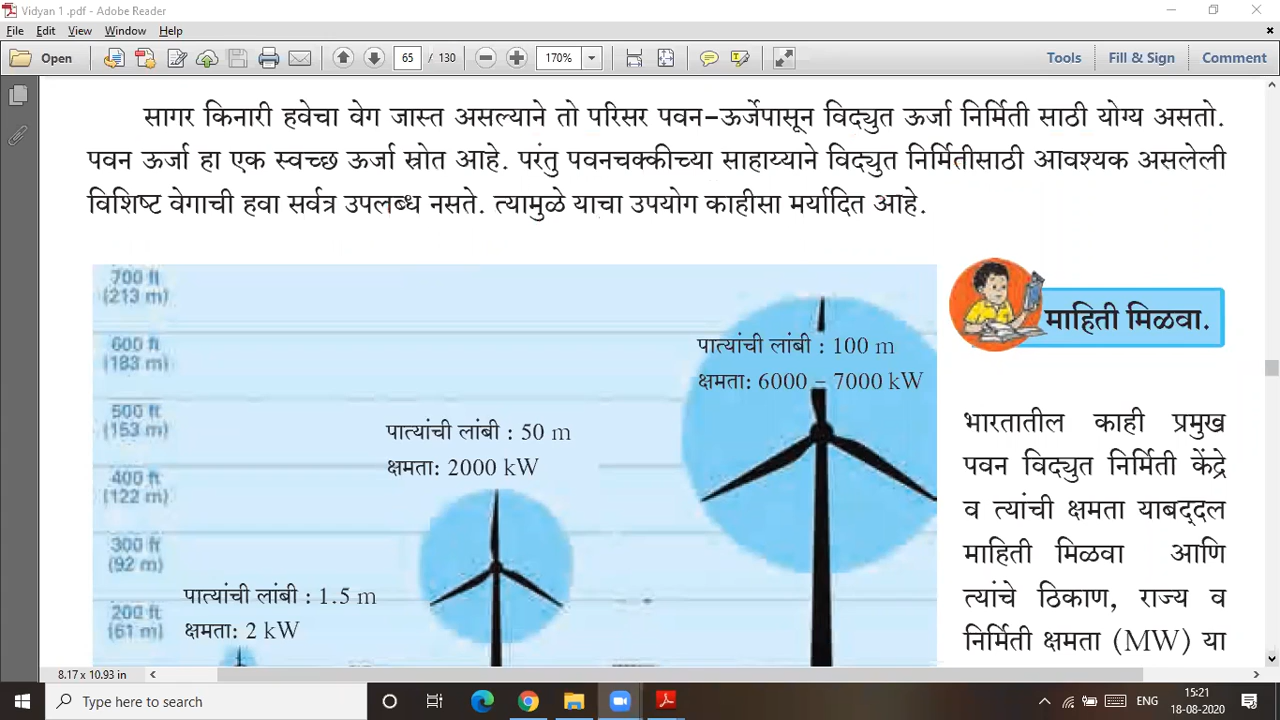 Vidyan 1 .pdf - Adobe Reader
File Edit View Window Help
Open 65 / 130 170% Tools Fill & Sign Comment
सागर किनारी हवेचा वेग जास्त असल्याने तो परिसर पवन-ऊर्जेपासून विद्युत ऊर्जा निर्मिती साठी योग्य असतो.
पवन ऊर्जा हा एक स्वच्छ ऊर्जा स्रोत आहे. परंतु पवनचक्कीच्या साहाय्याने विद्युत निर्मितीसाठी आवश्यक असलेली
विशिष्ट वेगाची हवा सर्वत्र उपलब्ध नसते. त्यामुळे याचा उपयोग काहीसा मर्यादित आहे.
700 ft
(213 m)
600 ft
(183 m)
500 ft
(153 m)
400 ft
(122 m)
300 ft
(92 m)
200 ft
(61 m)
पात्यांची लांबी : 1.5 m
क्षमता: 2 kW
पात्यांची लांबी : 50 m
क्षमता: 2000 kW
पात्यांची लांबी : 100 m
क्षमता: 6000 – 7000 kW
माहिती मिळवा.
भारतातील काही प्रमुख
पवन विद्युत निर्मिती केंद्रे
व त्यांची क्षमता याबद्दल
माहिती मिळवा आणि
त्यांचे ठिकाण, राज्य व
निर्मिती क्षमता (MW) या
8.17 x 10.93 in
Type here to search
ENG
15:21
18-08-2020